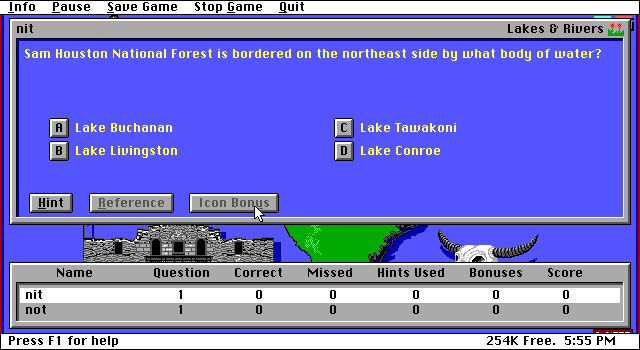 Info Pause Save Game Stop Game Quit
nit Lakes & Rivers
Sam Houston National Forest is bordered on the northeast side by what body of water?
A Lake Buchanan C Lake Tawakoni
B Lake Livingston D Lake Conroe
Hint Reference Icon Bonus
Name Question Correct Missed Hints Used Bonuses Score
nit 1 0 0 0 0 0
not 1 0 0 0 0 0
Press F1 for help 254K Free. 5:55 PM